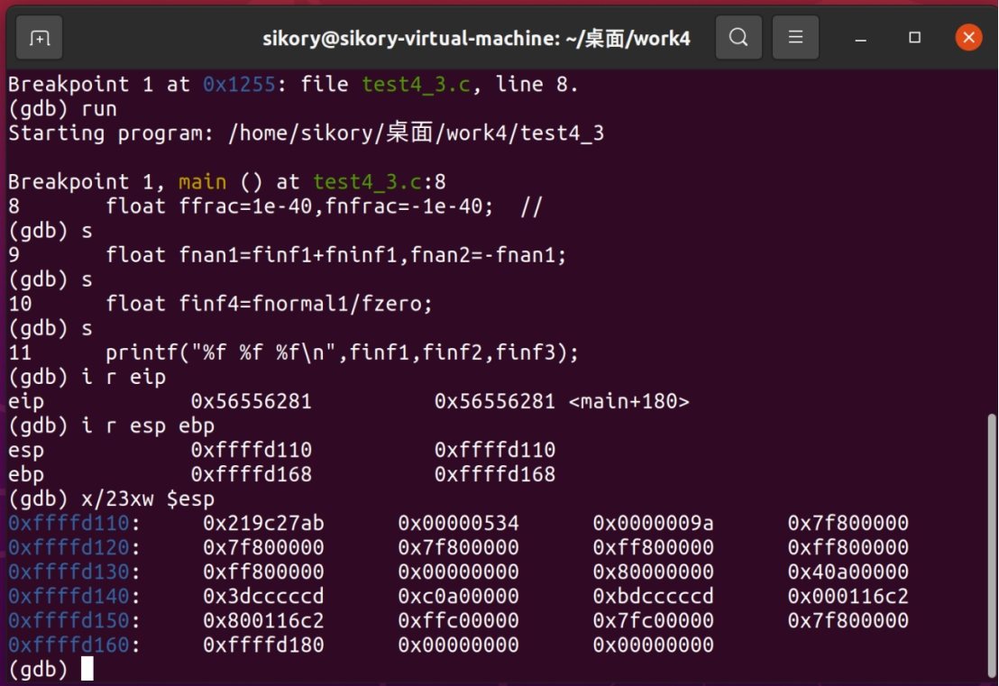 sikory@sikory-virtual-machine: ~/桌面/work4
Breakpoint 1 at 0x1255: file test4_3.c, line 8.
(gdb) run
Starting program: /home/sikory/桌面/work4/test4_3
Breakpoint 1, main () at test4_3.c:8
8       float ffrac=1e-40,fnfrac=-1e-40;  //
(gdb) s
9       float fnan1=finf1+fninf1,fnan2=-fnan1;
(gdb) s
10      float finf4=fnormal1/fzero;
(gdb) s
11      printf("%f %f %f\n",finf1,finf2,finf3);
(gdb) i r eip
eip            0x56556281          0x56556281 <main+180>
(gdb) i r esp ebp
esp            0xffffd110          0xffffd110
ebp            0xffffd168          0xffffd168
(gdb) x/23xw $esp
0xffffd110:     0x219c27ab      0x00000534      0x0000009a      0x7f800000
0xffffd120:     0x7f800000      0x7f800000      0xff800000      0xff800000
0xffffd130:     0xff800000      0x00000000      0x80000000      0x40a00000
0xffffd140:     0x3dcccccd      0xc0a00000      0xbdcccccd      0x000116c2
0xffffd150:     0x800116c2      0xffc00000      0x7fc00000      0x7f800000
0xffffd160:     0xffffd180      0x00000000      0x00000000
(gdb)